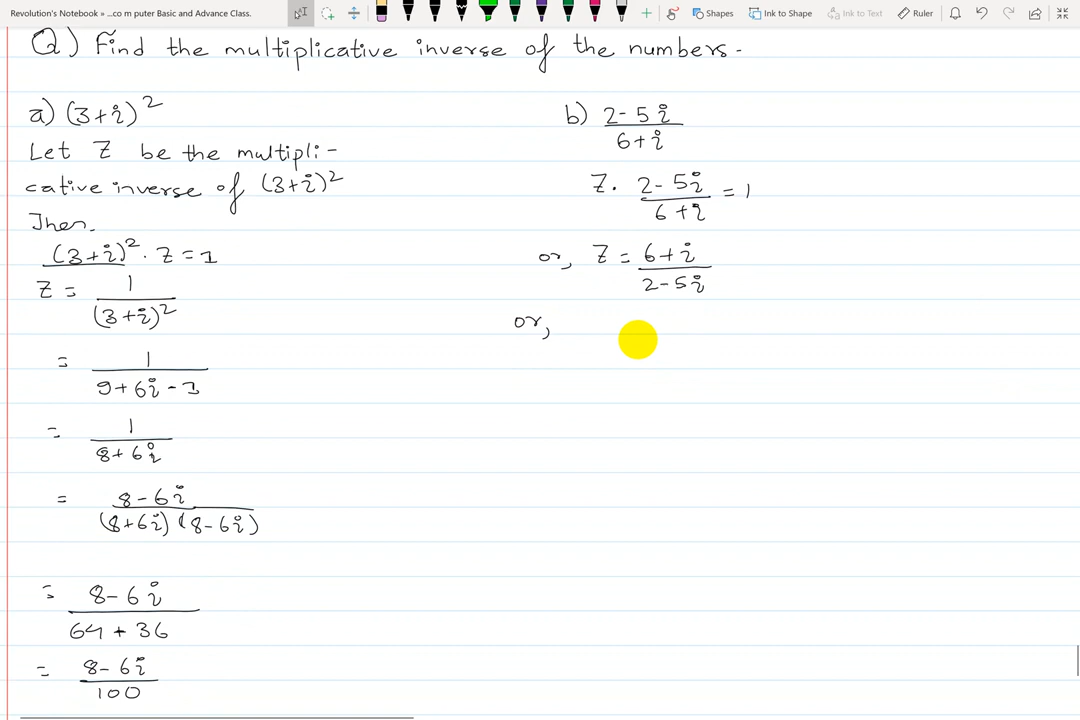 Revolution's Notebook » ...co m puter Basic and Advance Class.
Shapes
Ink to Shape
Ink to Text
Ruler
Q) Find the multiplicative inverse of the numbers.
a) (3+i)^2
Let Z be the multipli-
cative inverse of (3+i)^2
Then.
(3+i)^2 . Z = 1
Z = 1
(3+i)^2
= 1
9+6i-1
= 1
8+6i
= 8-6i
(8+6i) (8-6i)
= 8-6i
64+36
= 8-6i
100
b) 2-5i
6+i
Z. 2-5i = 1
6+i
or, Z = 6+i
2-5i
or,